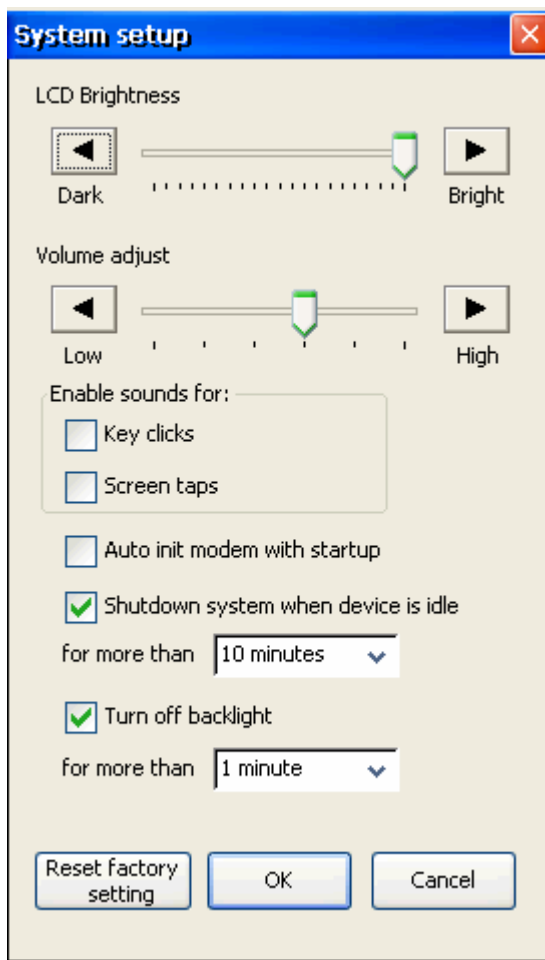 System setup
LCD Brightness
Dark
Bright
Volume adjust
Low
High
Enable sounds for:
Key clicks
Screen taps
Auto init modem with startup
Shutdown system when device is idle
for more than 10 minutes
Turn off backlight
for more than 1 minute
Reset factory
setting
OK
Cancel